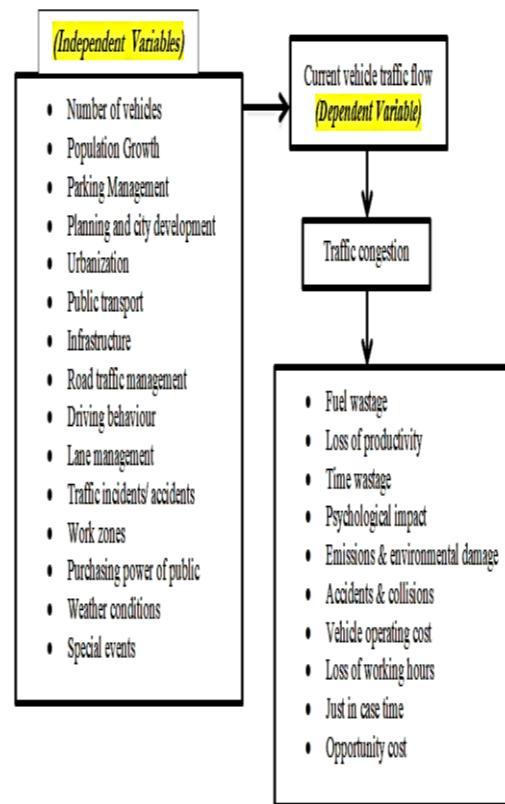 (Independent Variables)
• Number of vehicles
• Population Growth
• Parking Management
• Planning and city development
• Urbanization
• Public transport
• Infrastructure
• Road traffic management
• Driving behaviour
• Lane management
• Traffic incidents/ accidents
• Work zones
• Purchasing power of public
• Weather conditions
• Special events
Current vehicle traffic flow
(Dependent Variable)
Traffic congestion
• Fuel wastage
• Loss of productivity
• Time wastage
• Psychological impact
• Emissions & environmental damage
• Accidents & collisions
• Vehicle operating cost
• Loss of working hours
• Just in case time
• Opportunity cost